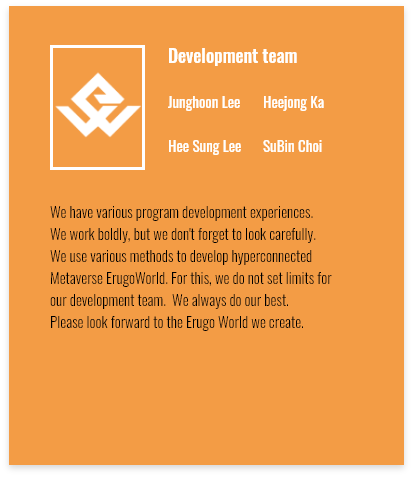 Development team
Junghoon Lee Heejong Ka
Hee Sung Lee SuBin Choi
We have various program development experiences.
We work boldly, but we don't forget to look carefully.
We use various methods to develop hyperconnected
Metaverse ErugoWorld. For this, we do not set limits for
our development team. We always do our best.
Please look forward to the Erugo World we create.